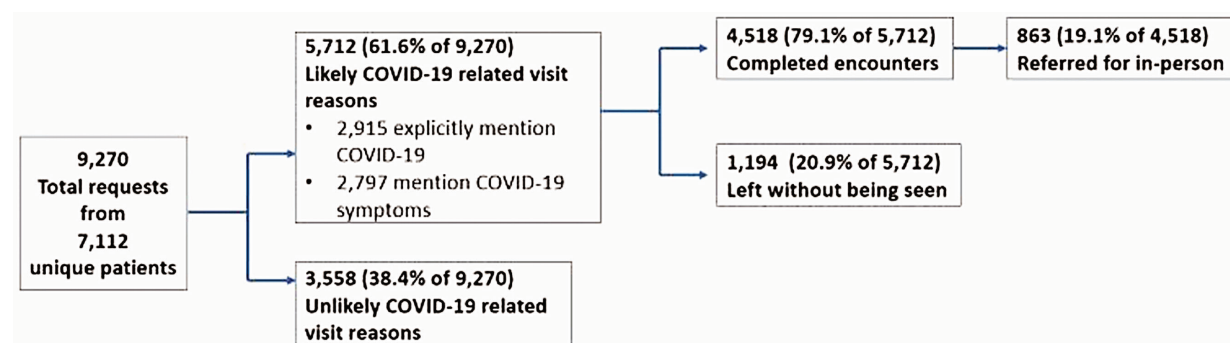 9,270
Total requests
from
7,112
unique patients
5,712 (61.6% of 9,270)
Likely COVID-19 related visit
reasons
• 2,915 explicitly mention
COVID-19
• 2,797 mention COVID-19
symptoms
3,558 (38.4% of 9,270)
Unlikely COVID-19 related
visit reasons
4,518 (79.1% of 5,712)
Completed encounters
863 (19.1% of 4,518)
Referred for in-person
1,194 (20.9% of 5,712)
Left without being seen